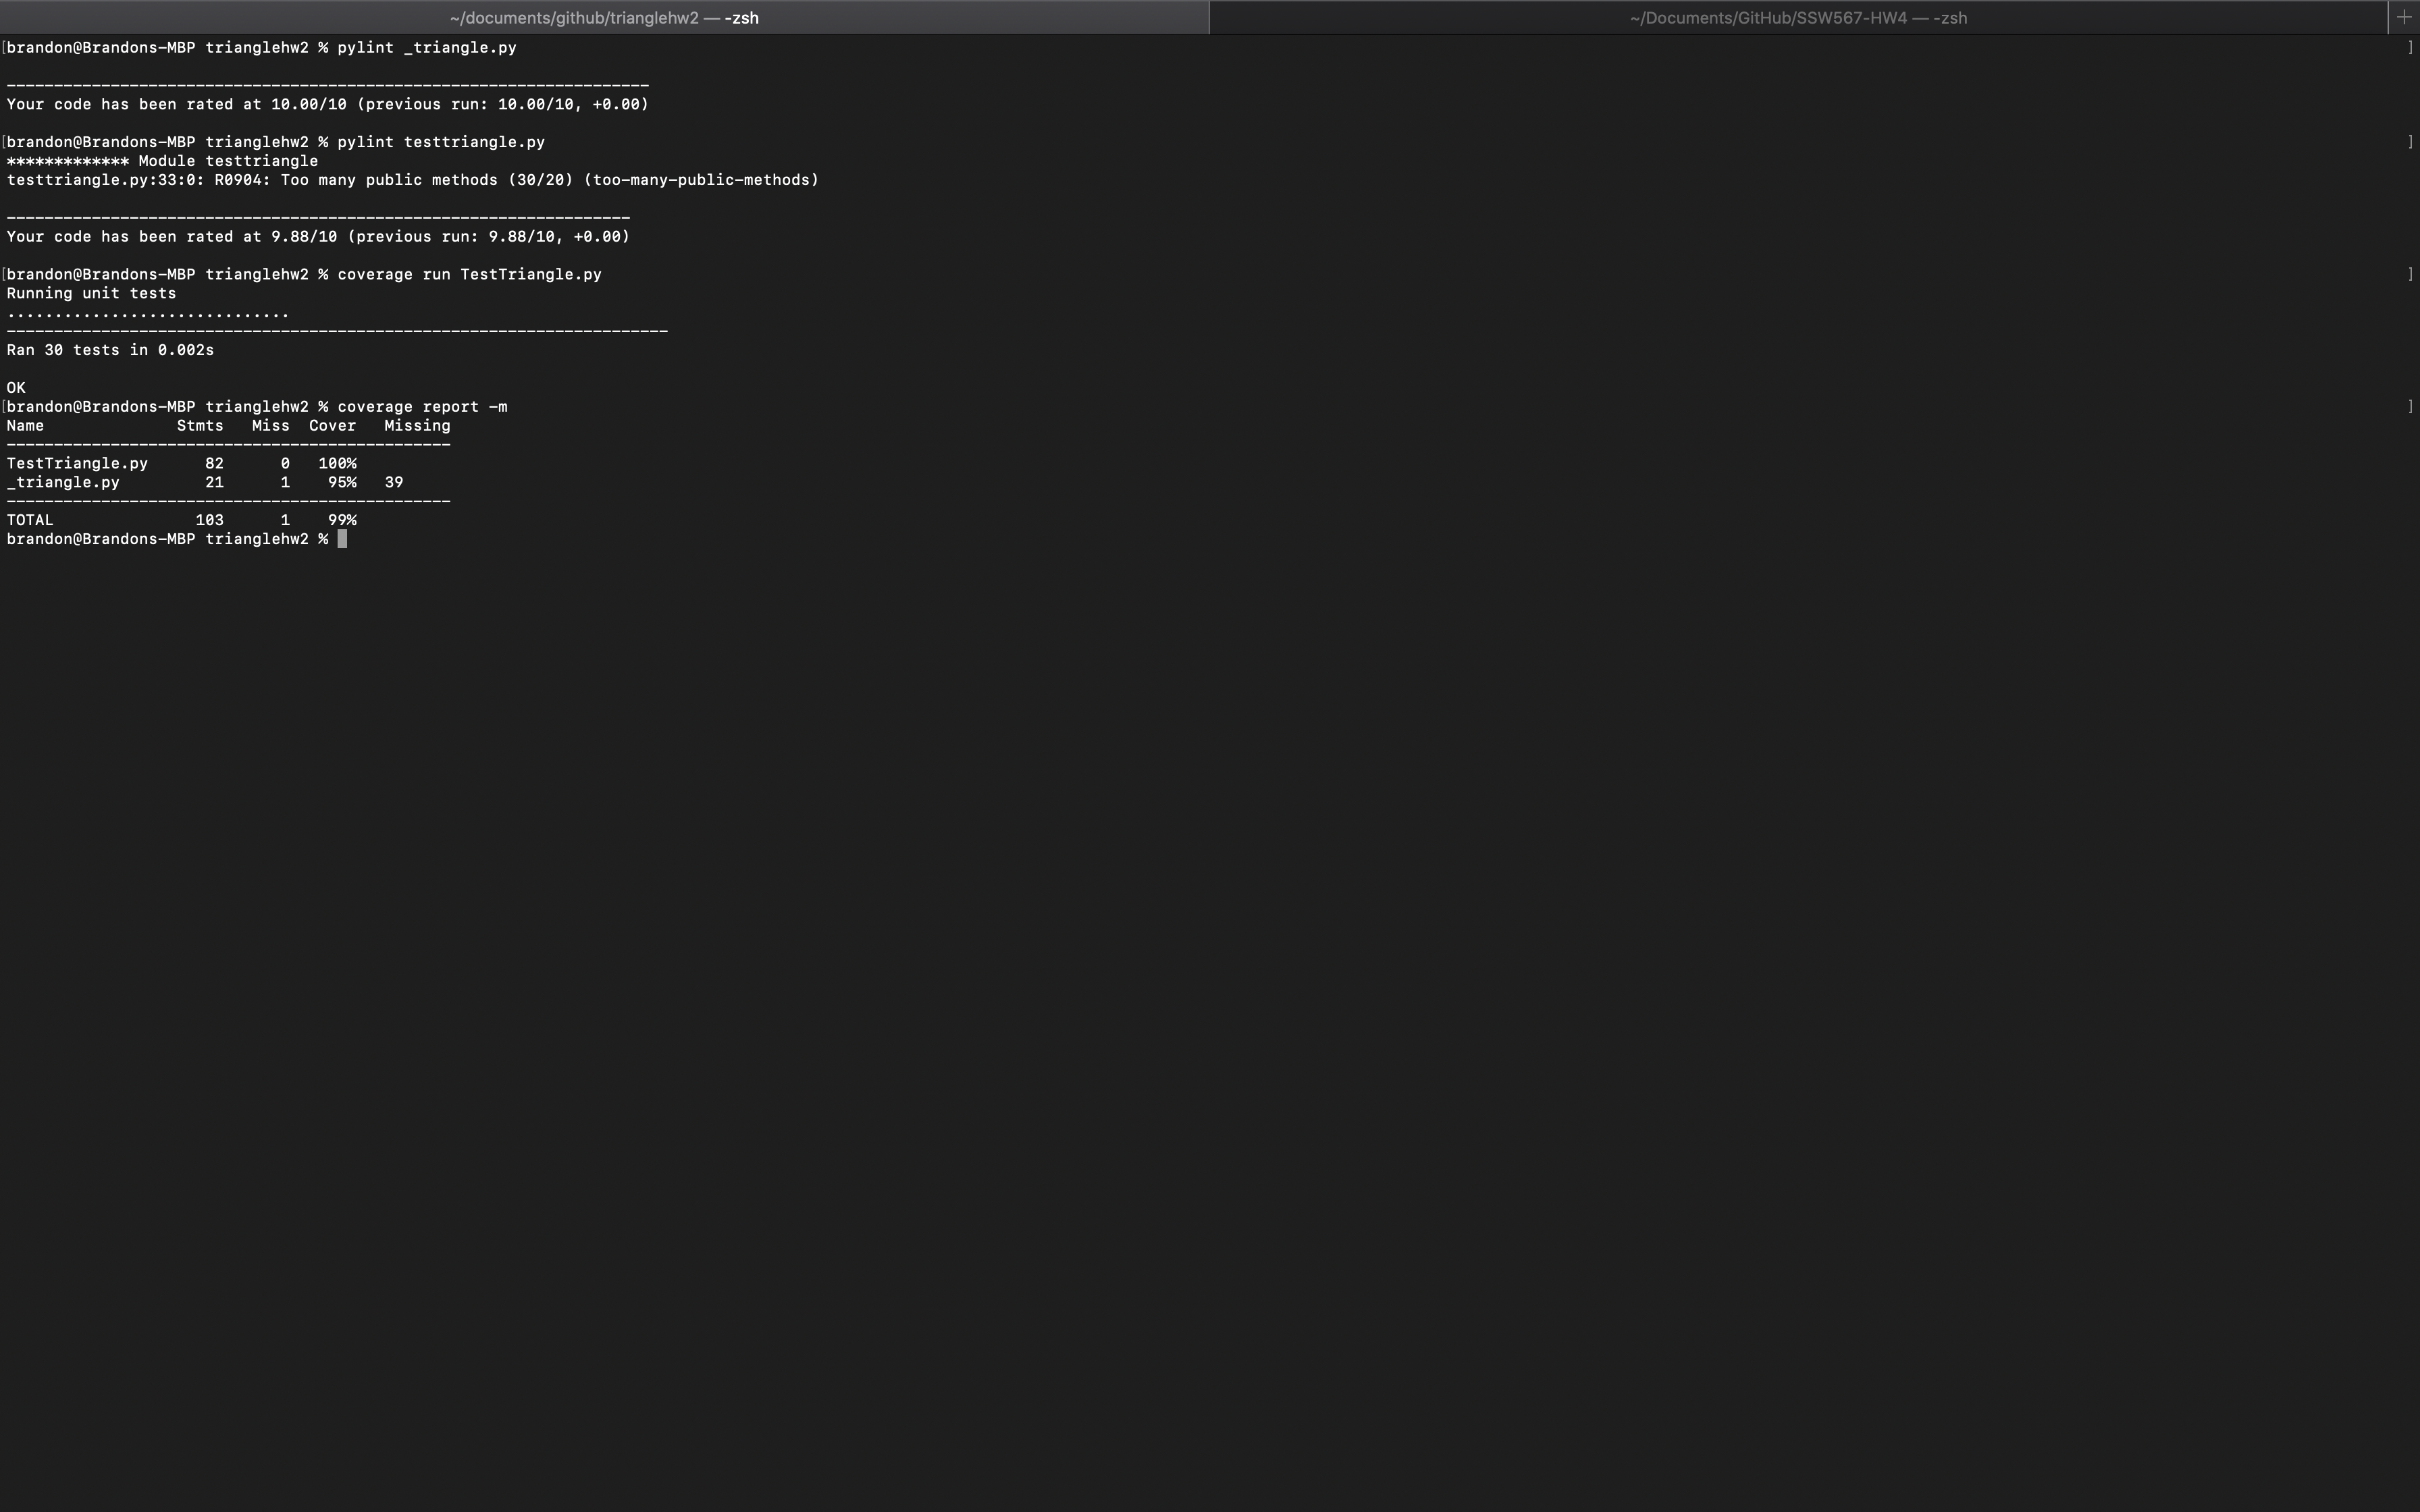 ~/documents/github/trianglehw2 — -zsh
~/Documents/GitHub/SSW567-HW4 — -zsh
+
[brandon@Brandons-MBP trianglehw2 % pylint _triangle.py ]

--------------------------------------------------------------------
Your code has been rated at 10.00/10 (previous run: 10.00/10, +0.00)

[brandon@Brandons-MBP trianglehw2 % pylint testtriangle.py ]
************* Module testtriangle
testtriangle.py:33:0: R0904: Too many public methods (30/20) (too-many-public-methods)

------------------------------------------------------------------
Your code has been rated at 9.88/10 (previous run: 9.88/10, +0.00)

[brandon@Brandons-MBP trianglehw2 % coverage run TestTriangle.py ]
Running unit tests
..............................
----------------------------------------------------------------------
Ran 30 tests in 0.002s

OK
[brandon@Brandons-MBP trianglehw2 % coverage report -m ]
Name              Stmts   Miss  Cover   Missing
-----------------------------------------------
TestTriangle.py      82      0   100%
_triangle.py         21      1    95%   39
-----------------------------------------------
TOTAL               103      1    99%
brandon@Brandons-MBP trianglehw2 %